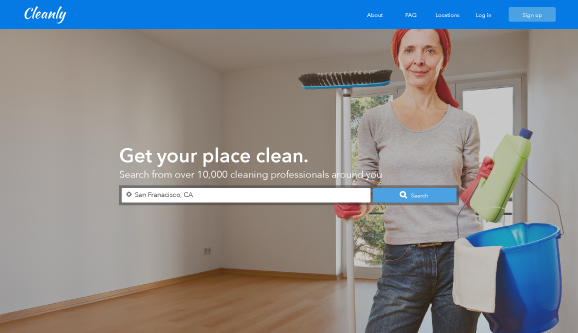 Cleanly
About FAQ Locations Log in Sign up
Get your place clean.
Search from over 10,000 cleaning professionals around you
San Franacisco, CA Search